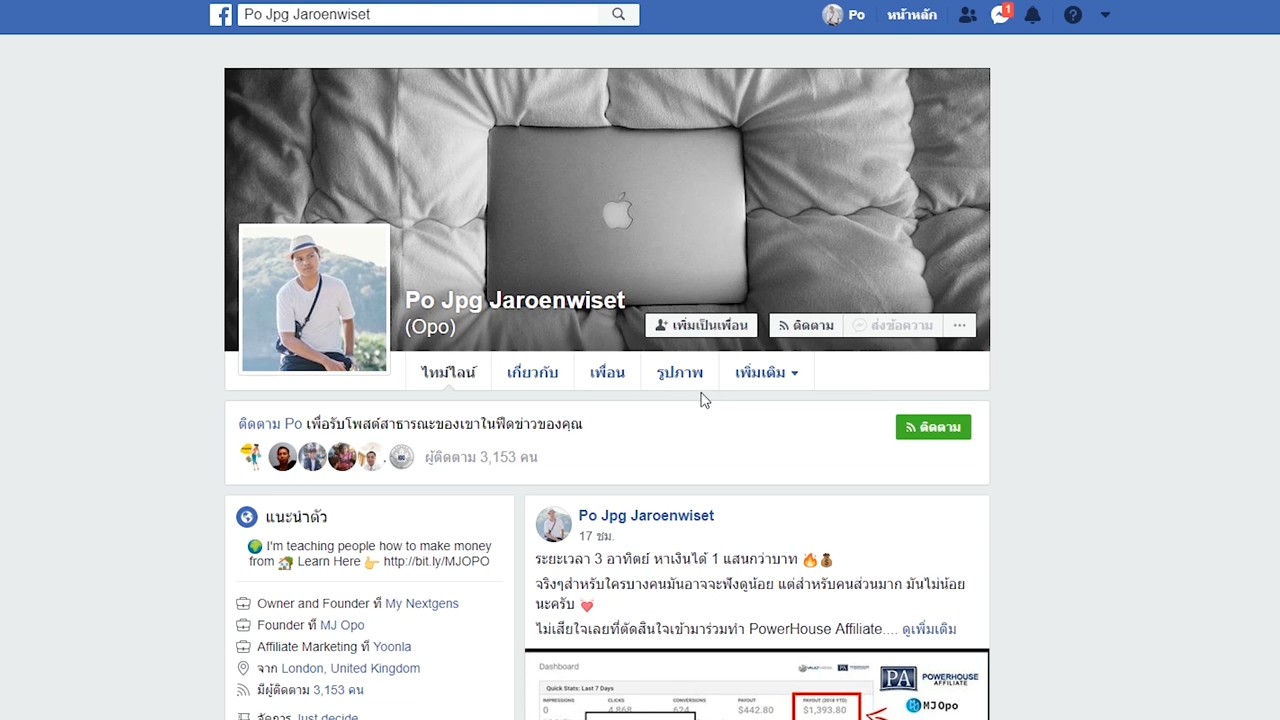 Po Jpg Jaroenwiset
Po
หน้าหลัก
1
Po Jpg Jaroenwiset
(Opo)
เพิ่มเป็นเพื่อน
ติดตาม
ส่งข้อความ
ไทม์ไลน์
เกี่ยวกับ
เพื่อน
รูปภาพ
เพิ่มเติม
ติดตาม Po เพื่อรับโพสต์สาธารณะของเขาในฟีดข่าวของคุณ
ติดตาม
ผู้ติดตาม 3,153 คน
แนะนำตัว
I'm teaching people how to make money
from Learn Here http://bit.ly/MJOPO
Owner and Founder ที่ My Nextgens
Founder ที่ MJ Opo
Affiliate Marketing ที่ Yoonla
จาก London, United Kingdom
มีผู้ติดตาม 3,153 คน
จัดการ Just decide
Po Jpg Jaroenwiset
17 ชม.
ระยะเวลา 3 อาทิตย์ หาเงินได้ 1 แสนกว่าบาท
จริงๆสำหรับใครบางคนมันอาจจะฟังดูน้อย แต่สำหรับคนส่วนมาก มันไม่น้อย
นะครับ
ไม่เสียใจเลยที่ตัดสินใจเข้ามาร่วมทำ PowerHouse Affiliate.... ดูเพิ่มเติม
Dashboard
Quick Stats: Last 7 Days
IMPRESSIONS
CLICKS
CONVERSIONS
PAYOUT
PAYOUT (2018 YTD)
0
4,868
624
$442.80
$1,393.80
PA
POWERHOUSE
AFFILIATE
MJ Opo